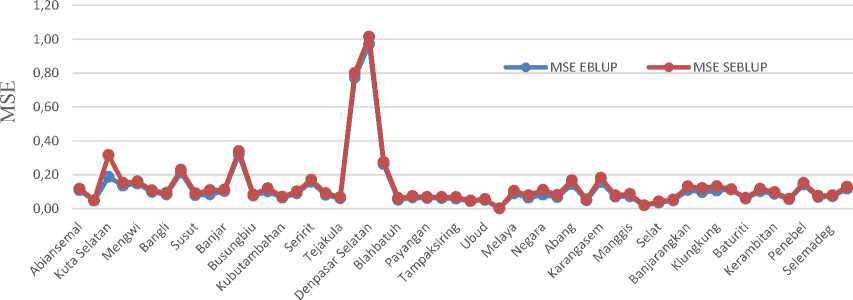 1,20
1,00
0,80
0,60
0,40
0,20
0,00
MSE
MSE EBLUP
MSE SEBLUP
Abiansemal
Kuta Selatan
Mengwi
Bangli
Susut
Banjar
Busungbiu
Kubutambahan
Seririt
Tejakula
Denpasar Selatan
Blahbatuh
Payangan
Tampaksiring
Ubud
Melaya
Negara
Abang
Karangasem
Manggis
Selat
Banjarangkan
Klungkung
Baturiti
Kerambitan
Penebel
Selemadeg